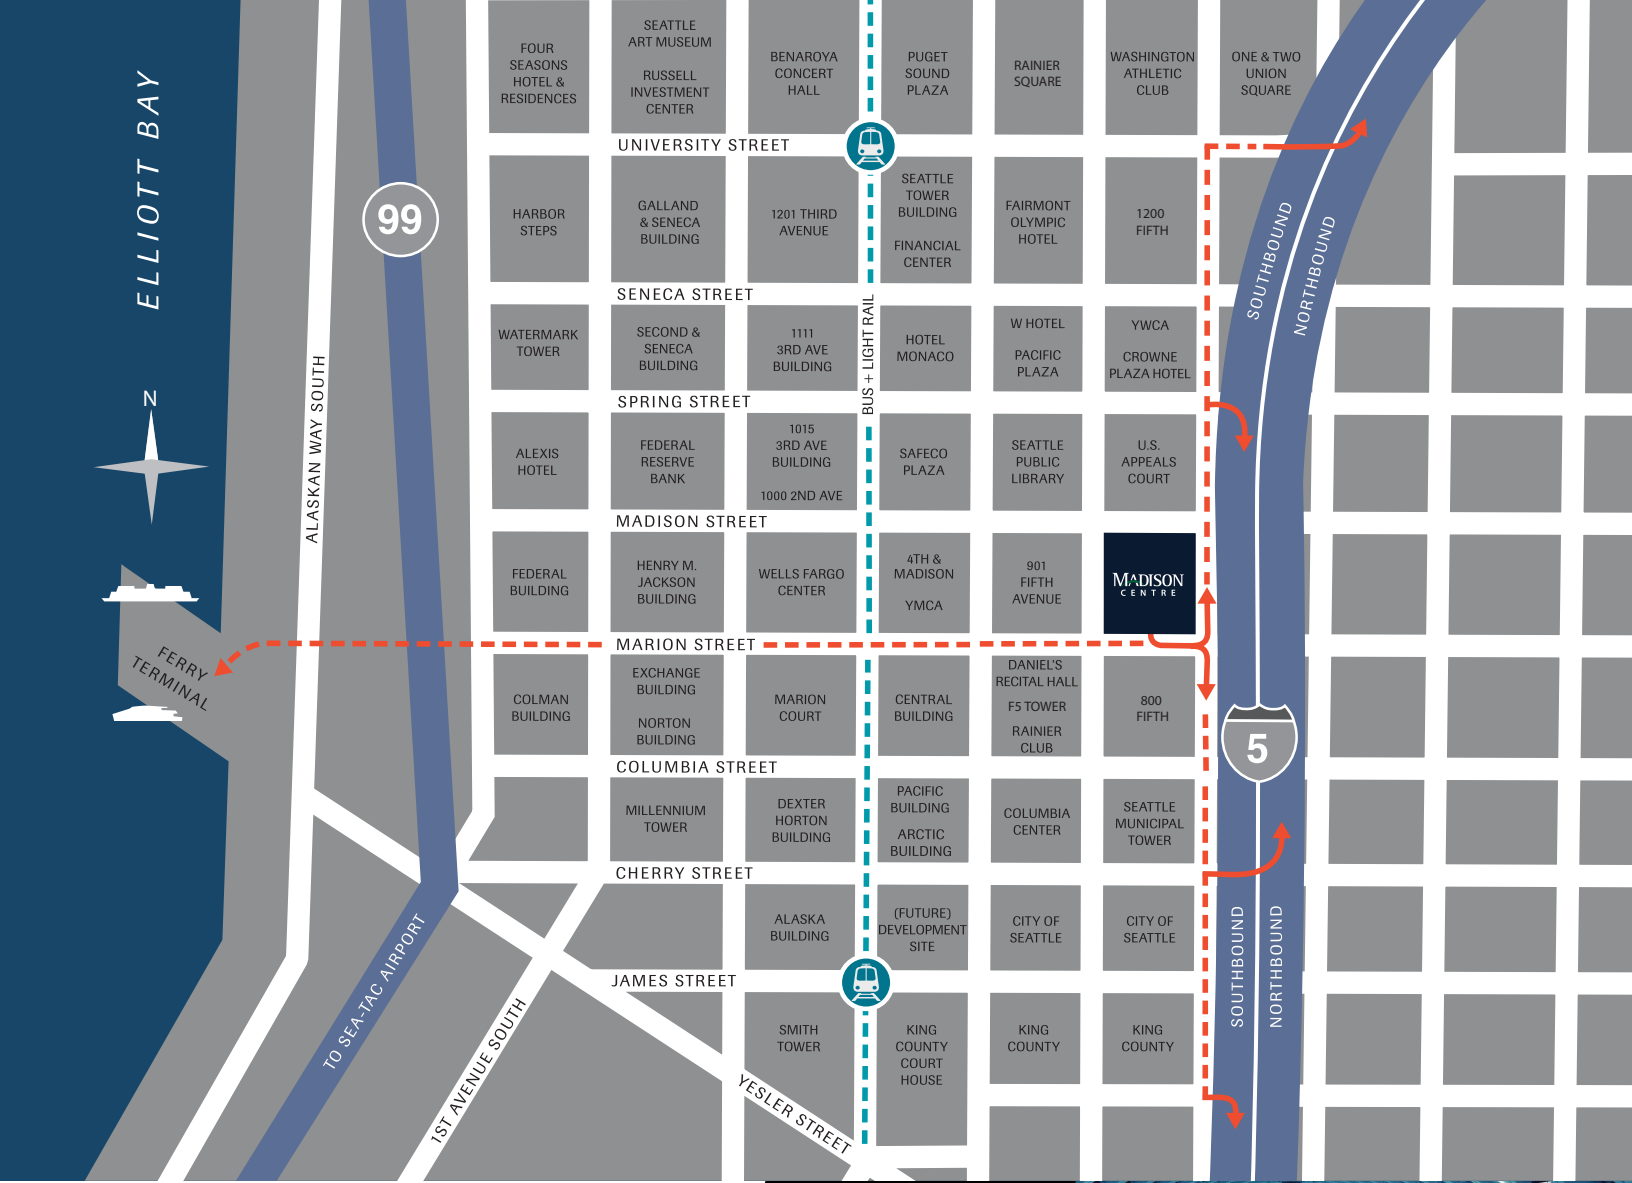 FOUR
SEASONS
HOTEL &
RESIDENCES
SEATTLE
ART MUSEUM
RUSSELL
INVESTMENT
CENTER
BENAROYA
CONCERT
HALL
PUGET
SOUND
PLAZA
RAINIER
SQUARE
WASHINGTON
ATHLETIC
CLUB
ONE & TWO
UNION
SQUARE
ELLIOTT BAY
UNIVERSITY STREET
99
HARBOR
STEPS
GALLAND
& SENECA
BUILDING
1201 THIRD
AVENUE
SEATTLE
TOWER
BUILDING
FINANCIAL
CENTER
FAIRMONT
OLYMPIC
HOTEL
1200
FIFTH
SOUTHBOUND
NORTHBOUND
SENECA STREET
WATERMARK
TOWER
SECOND &
SENECA
BUILDING
1111
3RD AVE
BUILDING
BUS + LIGHT RAIL
HOTEL
MONACO
W HOTEL
PACIFIC
PLAZA
YWCA
CROWNE
PLAZA HOTEL
N
ALASKAN WAY SOUTH
SPRING STREET
ALEXIS
HOTEL
FEDERAL
RESERVE
BANK
1015
3RD AVE
BUILDING
1000 2ND AVE
SAFECO
PLAZA
SEATTLE
PUBLIC
LIBRARY
U.S.
APPEALS
COURT
MADISON STREET
FEDERAL
BUILDING
HENRY M.
JACKSON
BUILDING
WELLS FARGO
CENTER
4TH &
MADISON
YMCA
901
FIFTH
AVENUE
MADISON
CENTRE
MARION STREET
FERRY
TERMINAL
COLMAN
BUILDING
EXCHANGE
BUILDING
NORTON
BUILDING
MARION
COURT
CENTRAL
BUILDING
DANIEL'S
RECITAL HALL
F5 TOWER
RAINIER
CLUB
800
FIFTH
5
COLUMBIA STREET
MILLENNIUM
TOWER
DEXTER
HORTON
BUILDING
PACIFIC
BUILDING
ARCTIC
BUILDING
COLUMBIA
CENTER
SEATTLE
MUNICIPAL
TOWER
CHERRY STREET
ALASKA
BUILDING
(FUTURE)
DEVELOPMENT
SITE
CITY OF
SEATTLE
CITY OF
SEATTLE
SOUTHBOUND
NORTHBOUND
TO SEA-TAC AIRPORT
JAMES STREET
1ST AVENUE SOUTH
SMITH
TOWER
KING
COUNTY
COURT
HOUSE
KING
COUNTY
KING
COUNTY
YESLER STREET